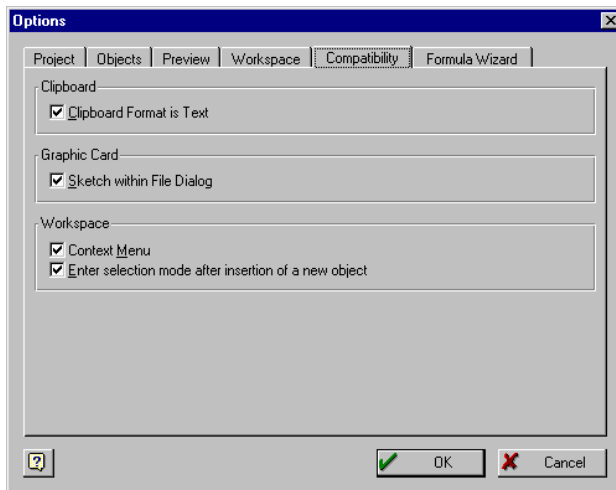 Options
Project Objects Preview Workspace Compatibility Formula Wizard
Clipboard
Clipboard Format is Text
Graphic Card
Sketch within File Dialog
Workspace
Context Menu
Enter selection mode after insertion of a new object
? OK Cancel